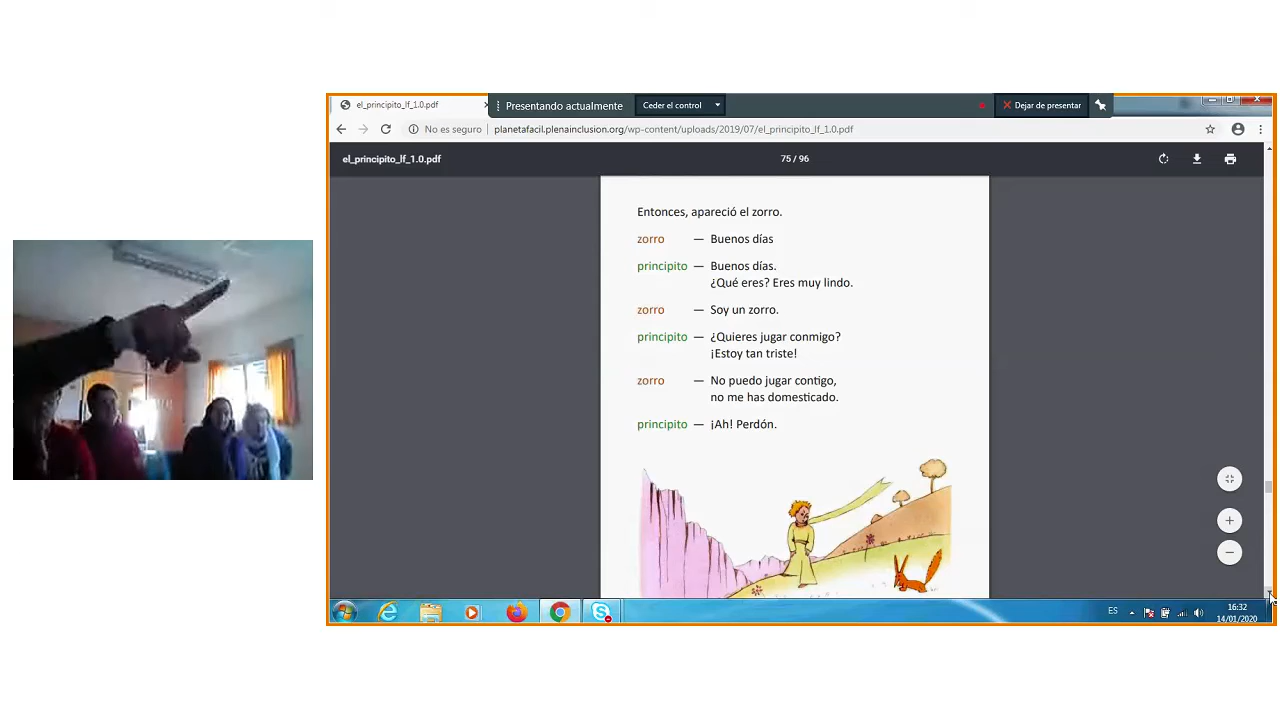 el_principito_lf_1.0.pdf
Presentando actualmente
Ceder el control
Dejar de presentar
No es seguro
planetafacil.plenainclusion.org/wp-content/uploads/2019/07/el_principito_lf_1.0.pdf
el_principito_lf_1.0.pdf
75 / 96
Entonces, apareció el zorro.
zorro — Buenos días
principito — Buenos días.
¿Qué eres? Eres muy lindo.
zorro — Soy un zorro.
principito — ¿Quieres jugar conmigo?
¡Estoy tan triste!
zorro — No puedo jugar contigo,
no me has domesticado.
principito — ¡Ah! Perdón.
ES
16:32
14/01/2020